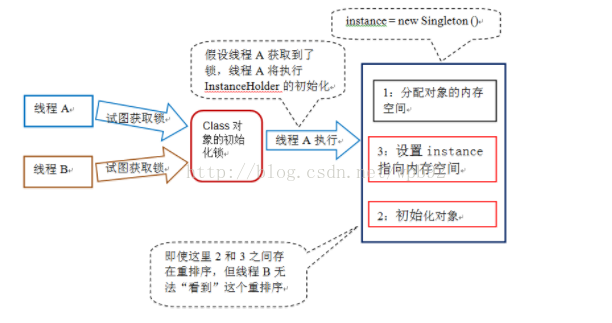 instance = new Singleton ()
假设线程 A 获取到了
锁，线程 A 将执行
InstanceHolder 的初始化
1：分配对象的内存
空间
线程 A
试图获取锁
Class 对
象的初始
化锁
线程 A 执行
3：设置 instance
指向内存空间
线程 B
试图获取锁
2：初始化对象
即使这里 2 和 3 之间存
在重排序，但线程 B 无
法“看到”这个重排序